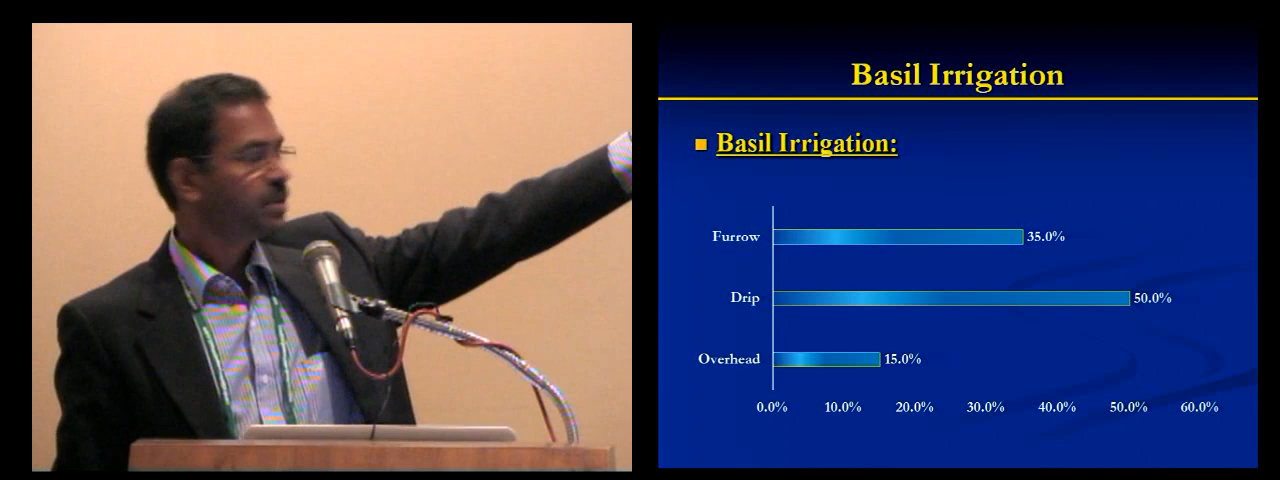 Basil Irrigation
Basil Irrigation:
Furrow 35.0%
Drip 50.0%
Overhead 15.0%
0.0% 10.0% 20.0% 30.0% 40.0% 50.0% 60.0%